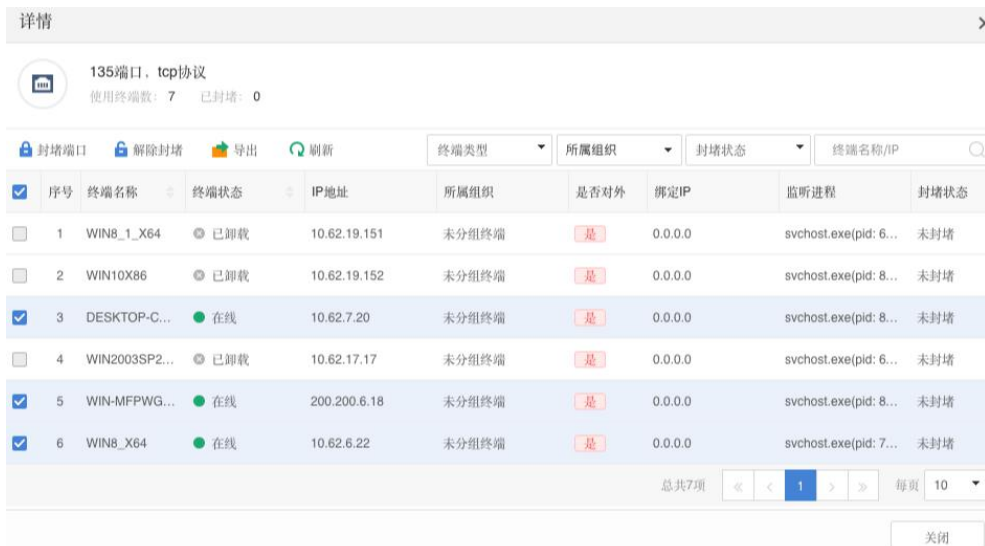 详情
135端口，tcp协议
使用终端数：7 已封堵：0
封堵端口 解除封堵 导出 刷新 终端类型 所属组织 封堵状态 终端名称/IP
序号 终端名称 终端状态 IP地址 所属组织 是否对外 绑定IP 监听进程 封堵状态
1 WIN8_1_X64 已卸载 10.62.19.151 未分组终端 是 0.0.0.0 svchost.exe(pid: 6... 未封堵
2 WIN10X86 已卸载 10.62.19.152 未分组终端 是 0.0.0.0 svchost.exe(pid: 8... 未封堵
3 DESKTOP-C... 在线 10.62.7.20 未分组终端 是 0.0.0.0 svchost.exe(pid: 8... 未封堵
4 WIN2003SP2... 已卸载 10.62.17.17 未分组终端 是 0.0.0.0 svchost.exe(pid: 6... 未封堵
5 WIN-MFPWG... 在线 200.200.6.18 未分组终端 是 0.0.0.0 svchost.exe(pid: 8... 未封堵
6 WIN8_X64 在线 10.62.6.22 未分组终端 是 0.0.0.0 svchost.exe(pid: 7... 未封堵
总共7项 1 每页 10
关闭